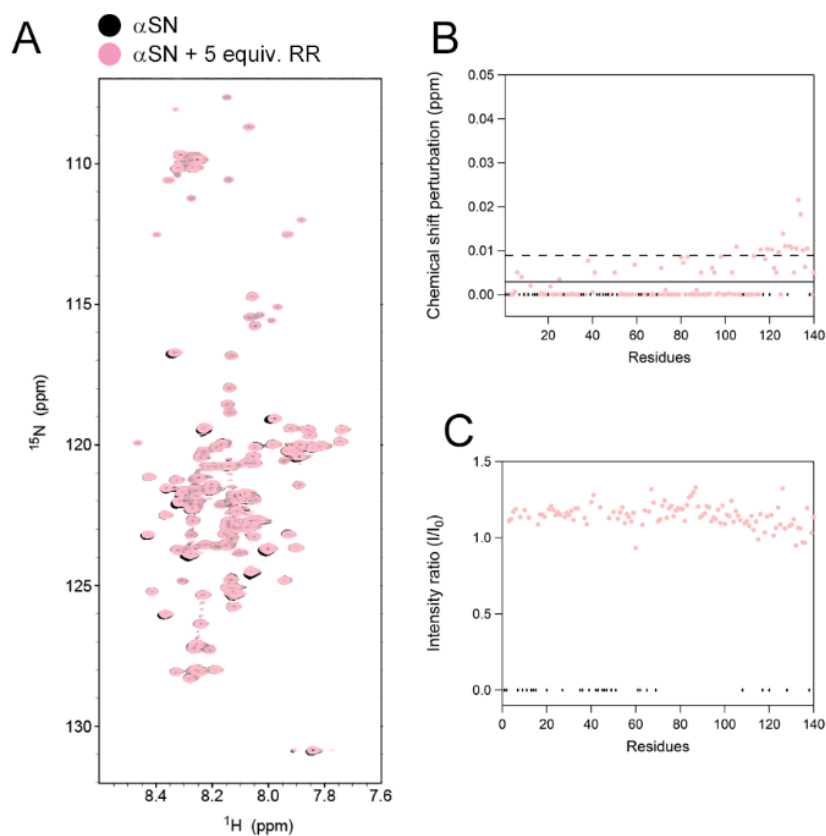 A
αSN
αSN + 5 equiv. RR
110
115
120
125
130
8.4 8.2 8.0 7.8 7.6
¹⁵N (ppm)
¹H (ppm)
B
0.05
0.04
0.03
0.02
0.01
0.00
20 40 60 80 100 120 140
Chemical shift perturbation (ppm)
Residues
C
1.5
1.0
0.5
0.0
0 20 40 60 80 100 120 140
Intensity ratio (I/I₀)
Residues